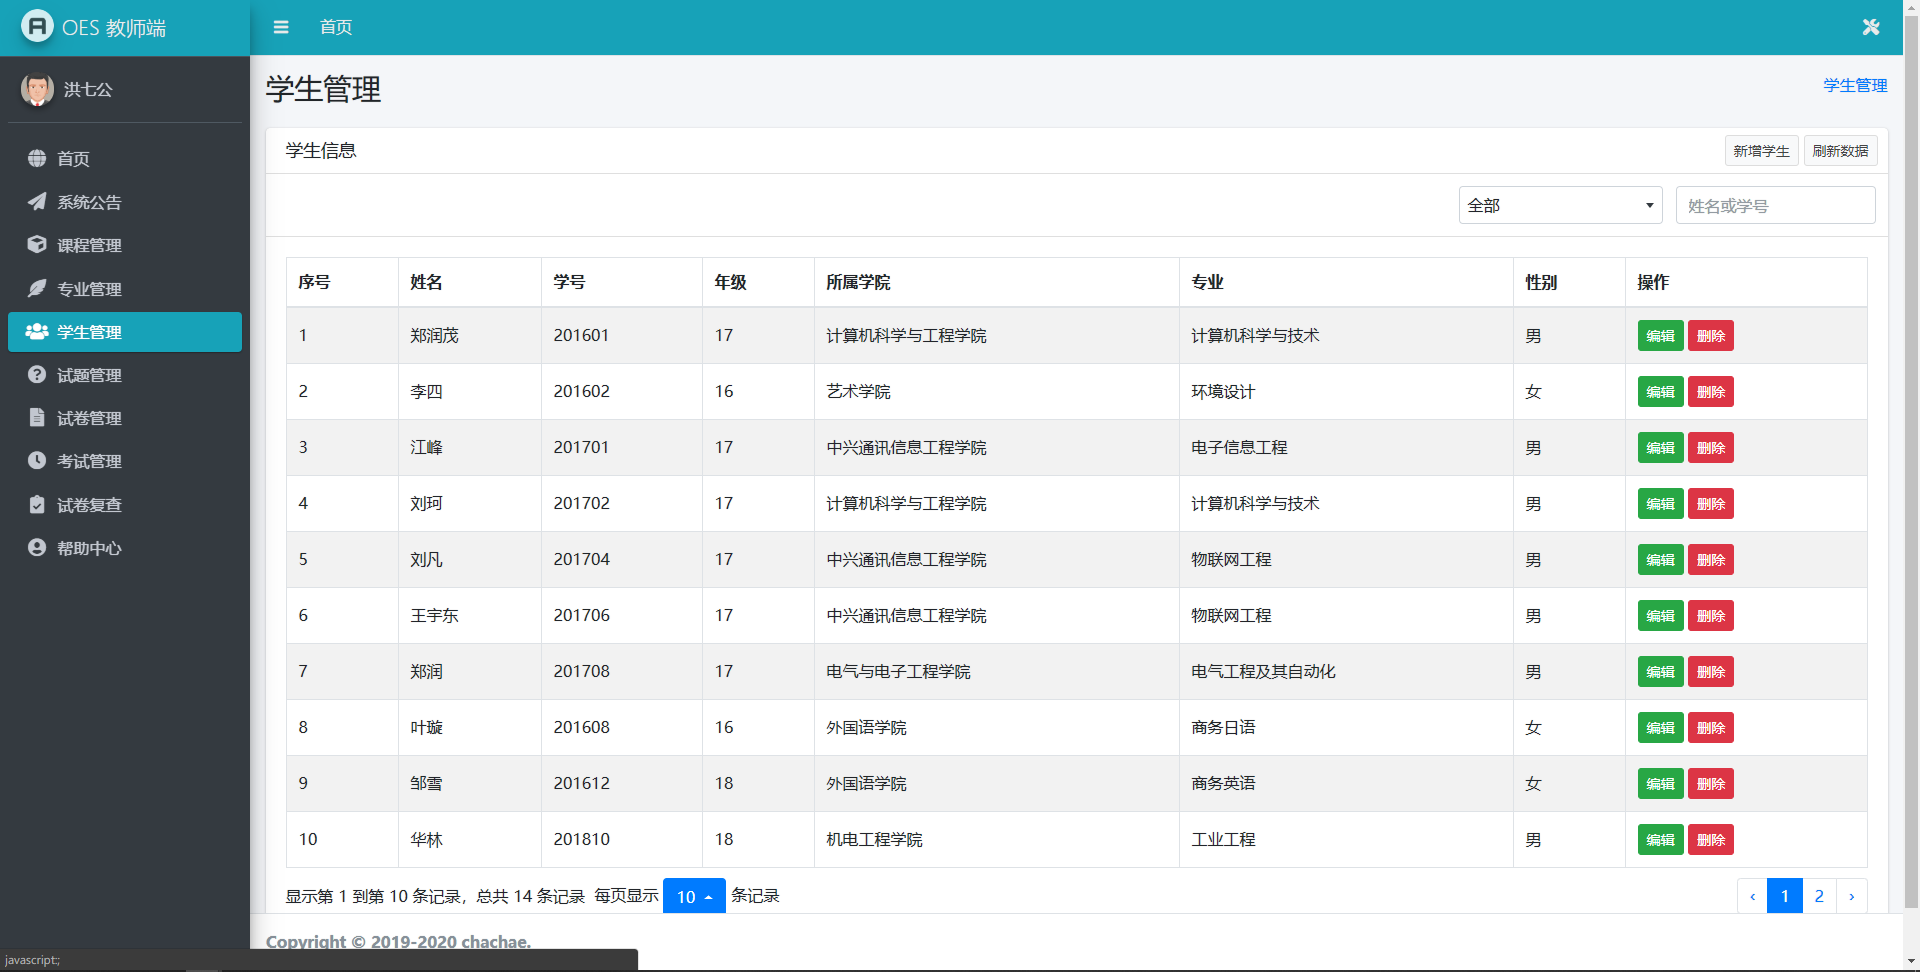 OES 教师端
首页
洪七公
首页
系统公告
课程管理
专业管理
学生管理
试题管理
试卷管理
考试管理
试卷复查
帮助中心
学生管理
学生管理
学生信息
新增学生 刷新数据
全部 姓名或学号
序号 姓名 学号 年级 所属学院 专业 性别 操作
1 郑润茂 201601 17 计算机科学与工程学院 计算机科学与技术 男 编辑 删除
2 李四 201602 16 艺术学院 环境设计 女 编辑 删除
3 江峰 201701 17 中兴通讯信息工程学院 电子信息工程 男 编辑 删除
4 刘珂 201702 17 计算机科学与工程学院 计算机科学与技术 男 编辑 删除
5 刘凡 201704 17 中兴通讯信息工程学院 物联网工程 男 编辑 删除
6 王宇东 201706 17 中兴通讯信息工程学院 物联网工程 男 编辑 删除
7 郑润 201708 17 电气与电子工程学院 电气工程及其自动化 男 编辑 删除
8 叶璇 201608 16 外国语学院 商务日语 女 编辑 删除
9 邹雪 201612 18 外国语学院 商务英语 女 编辑 删除
10 华林 201810 18 机电工程学院 工业工程 男 编辑 删除
显示第 1 到第 10 条记录，总共 14 条记录 每页显示 10 条记录 ‹ 1 2 ›
Copyright © 2019-2020 chachae.
javascript:;